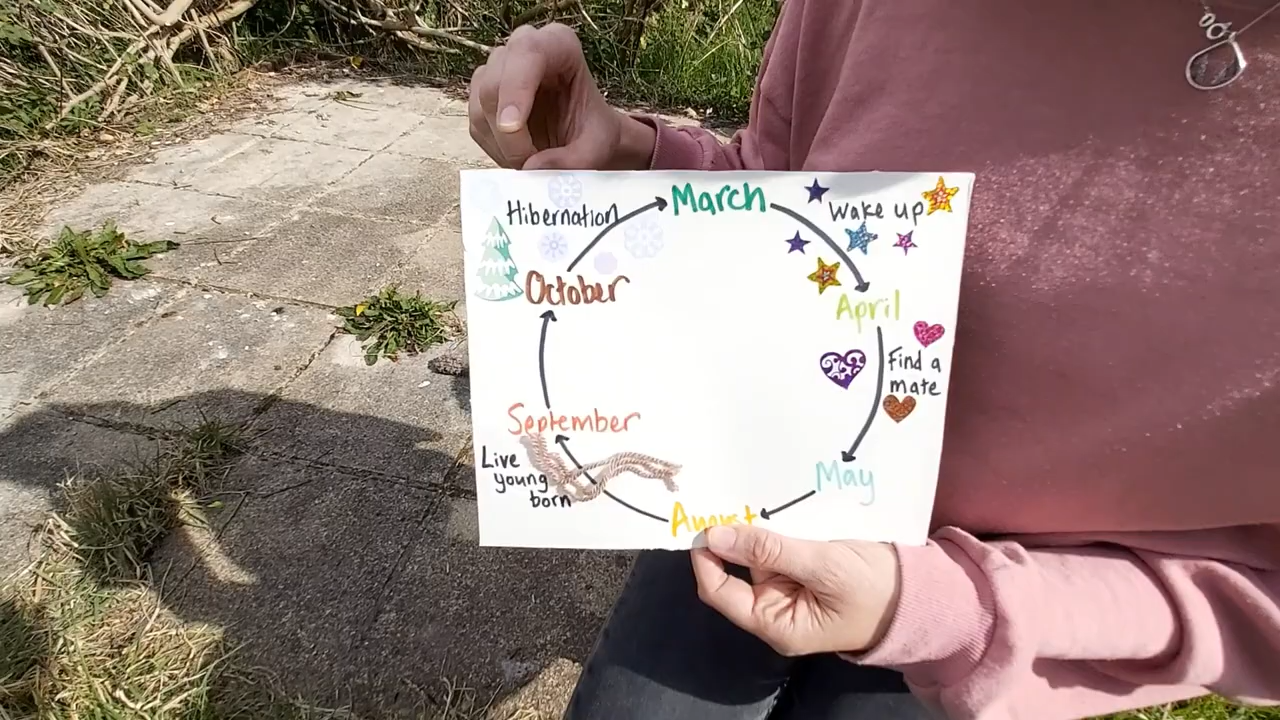 March
Wake up
April
Find a
mate
May
August
Live
young
born
September
October
Hibernation